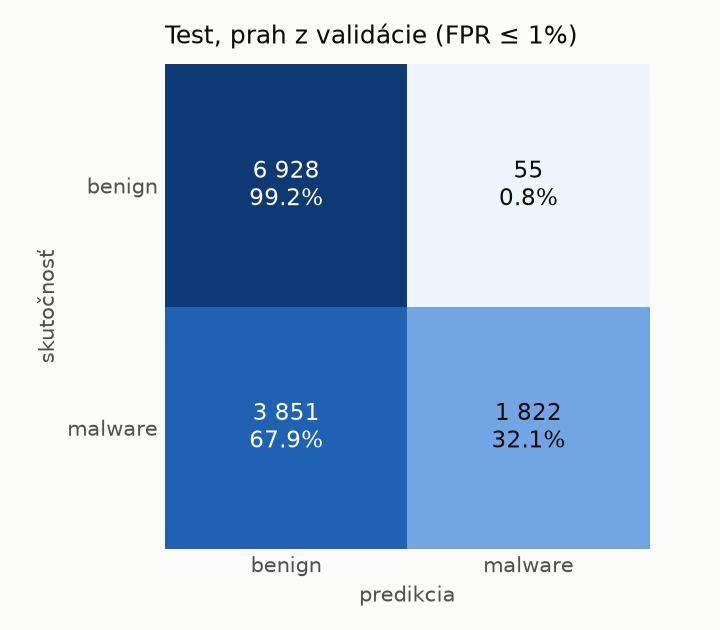 Test, prah z validácie (FPR ≤ 1%)
benign
6 928
99.2%
55
0.8%
skutočnosť
malware
3 851
67.9%
1 822
32.1%
benign
malware
predikcia